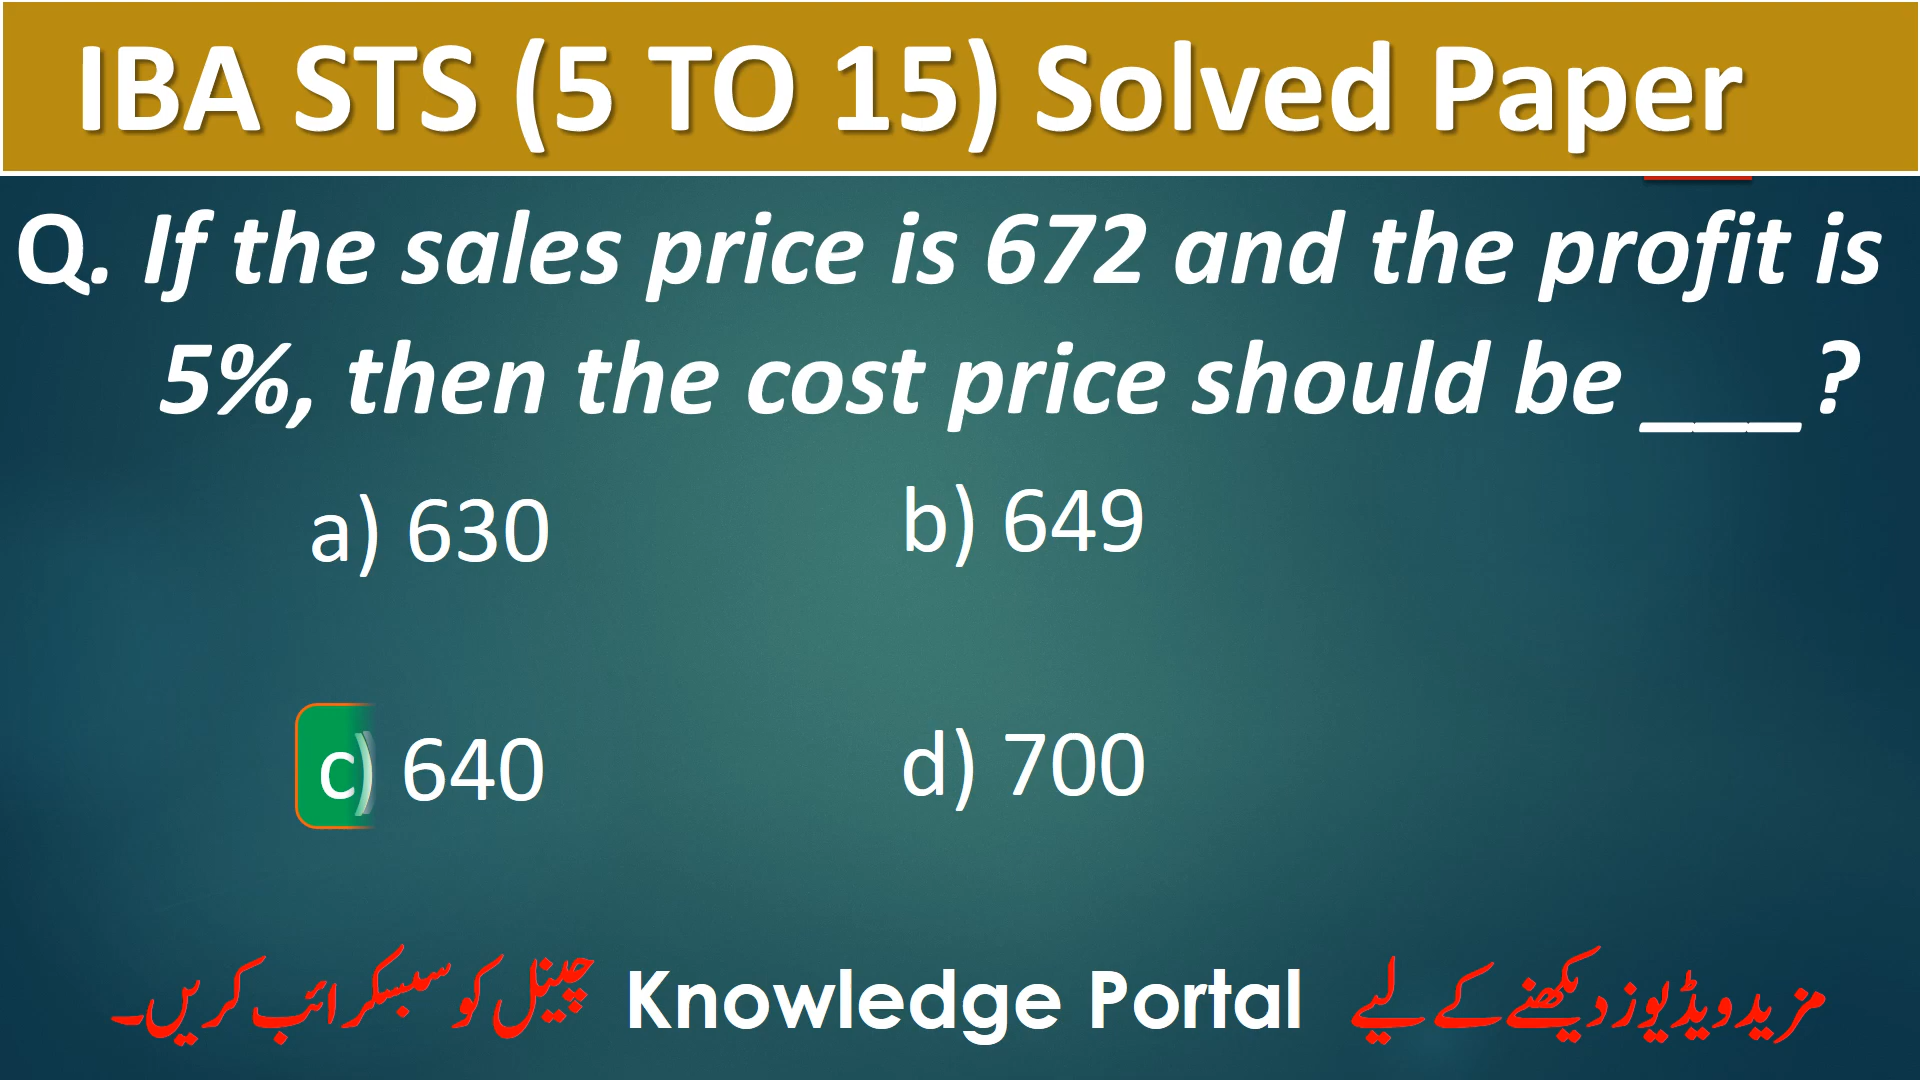 IBA STS (5 TO 15) Solved Paper
Q. If the sales price is 672 and the profit is
5%, then the cost price should be ___?
a) 630 b) 649
c) 640 d) 700
مزید ویڈیوز دیکھنے کے لیے Knowledge Portal چینل کو سبسکرائب کریں۔